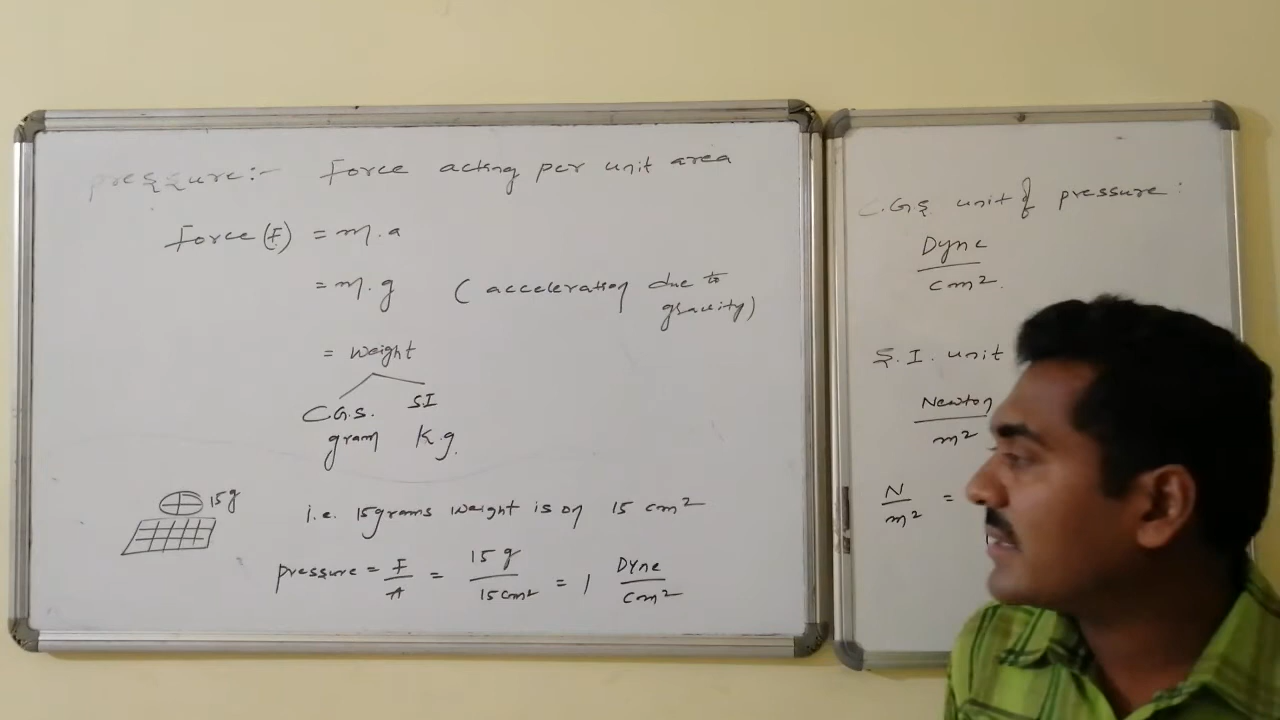 pressure:- Force acting per unit area
Force (F) = m.a
= m.g ( acceleration due to
gravity)
= weight
C.G.S. S.I
gram K.g.
15g
i.e. 15grams weight is on 15 cm²
pressure = F/A = 15 g/15cm² = 1 Dyne/cm²
C.G.S. unit of pressure:
Dyne/cm².
S.I. unit
Newton/m²
N/m² =